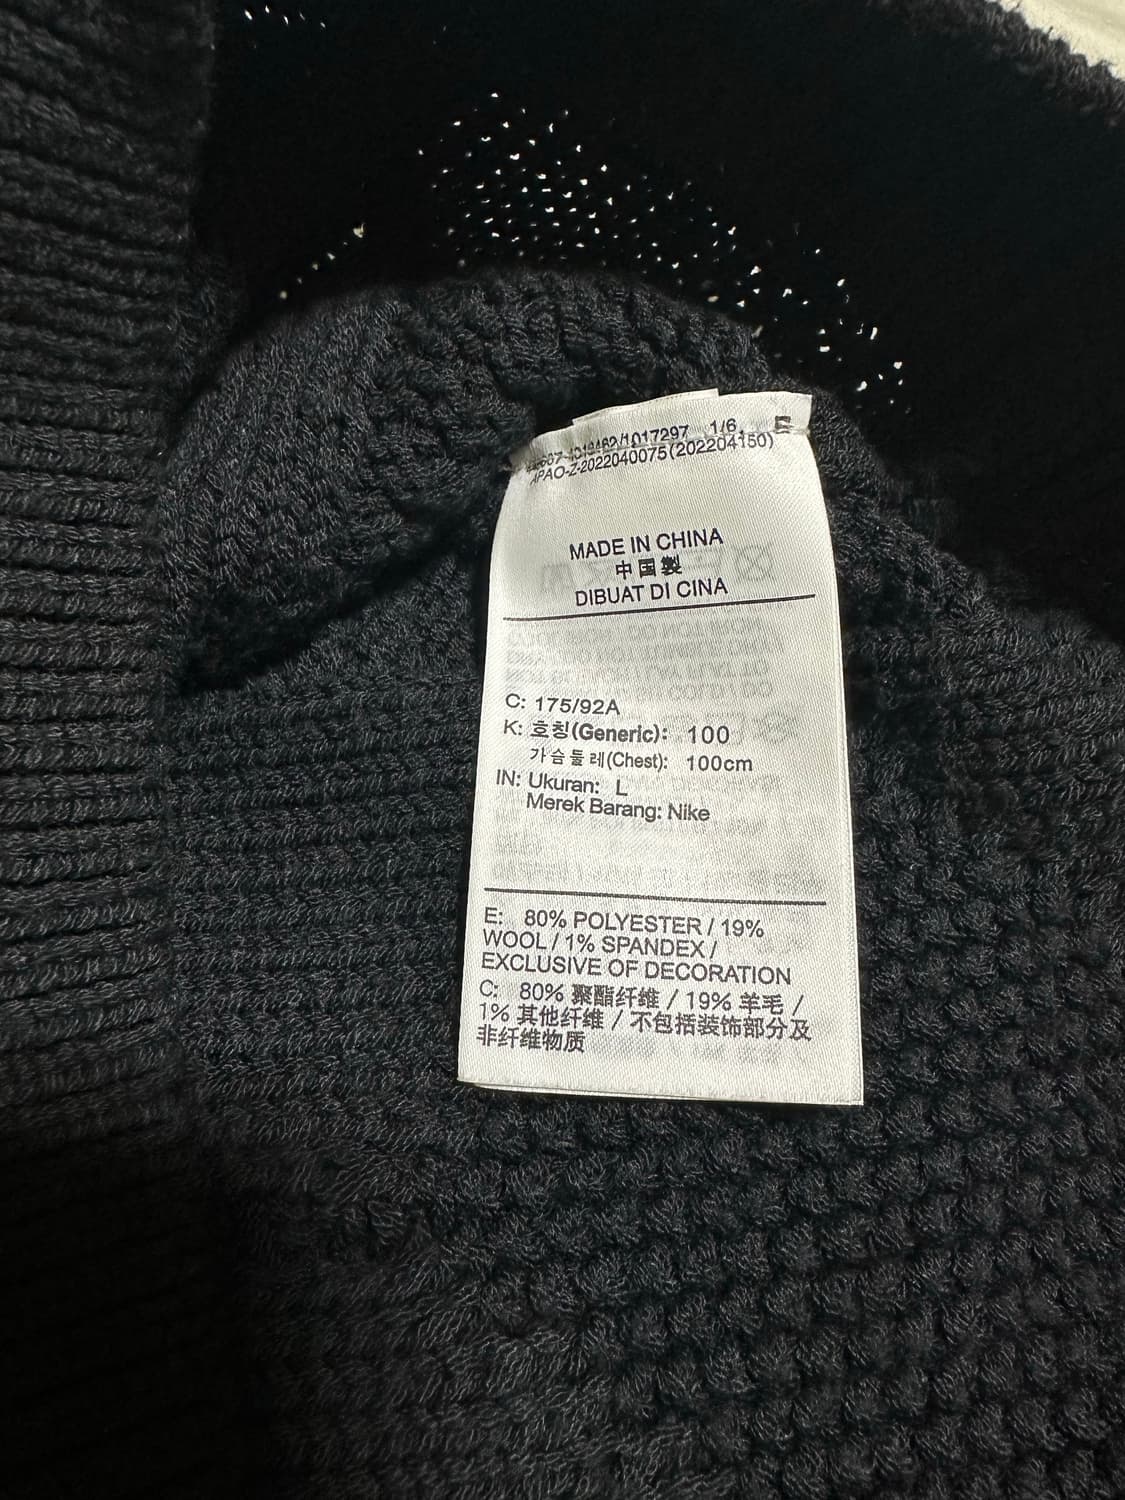 1/6 E
APAO-Z-2022040075(202204150)
MADE IN CHINA
中国製
DIBUAT DI CINA
C: 175/92A
K: 호칭(Generic): 100
가슴둘레(Chest): 100cm
IN: Ukuran: L
Merek Barang: Nike
E: 80% POLYESTER / 19%
WOOL / 1% SPANDEX /
EXCLUSIVE OF DECORATION
C: 80% 聚酯纤维 / 19% 羊毛 /
1% 其他纤维 / 不包括装饰部分及
非纤维物质